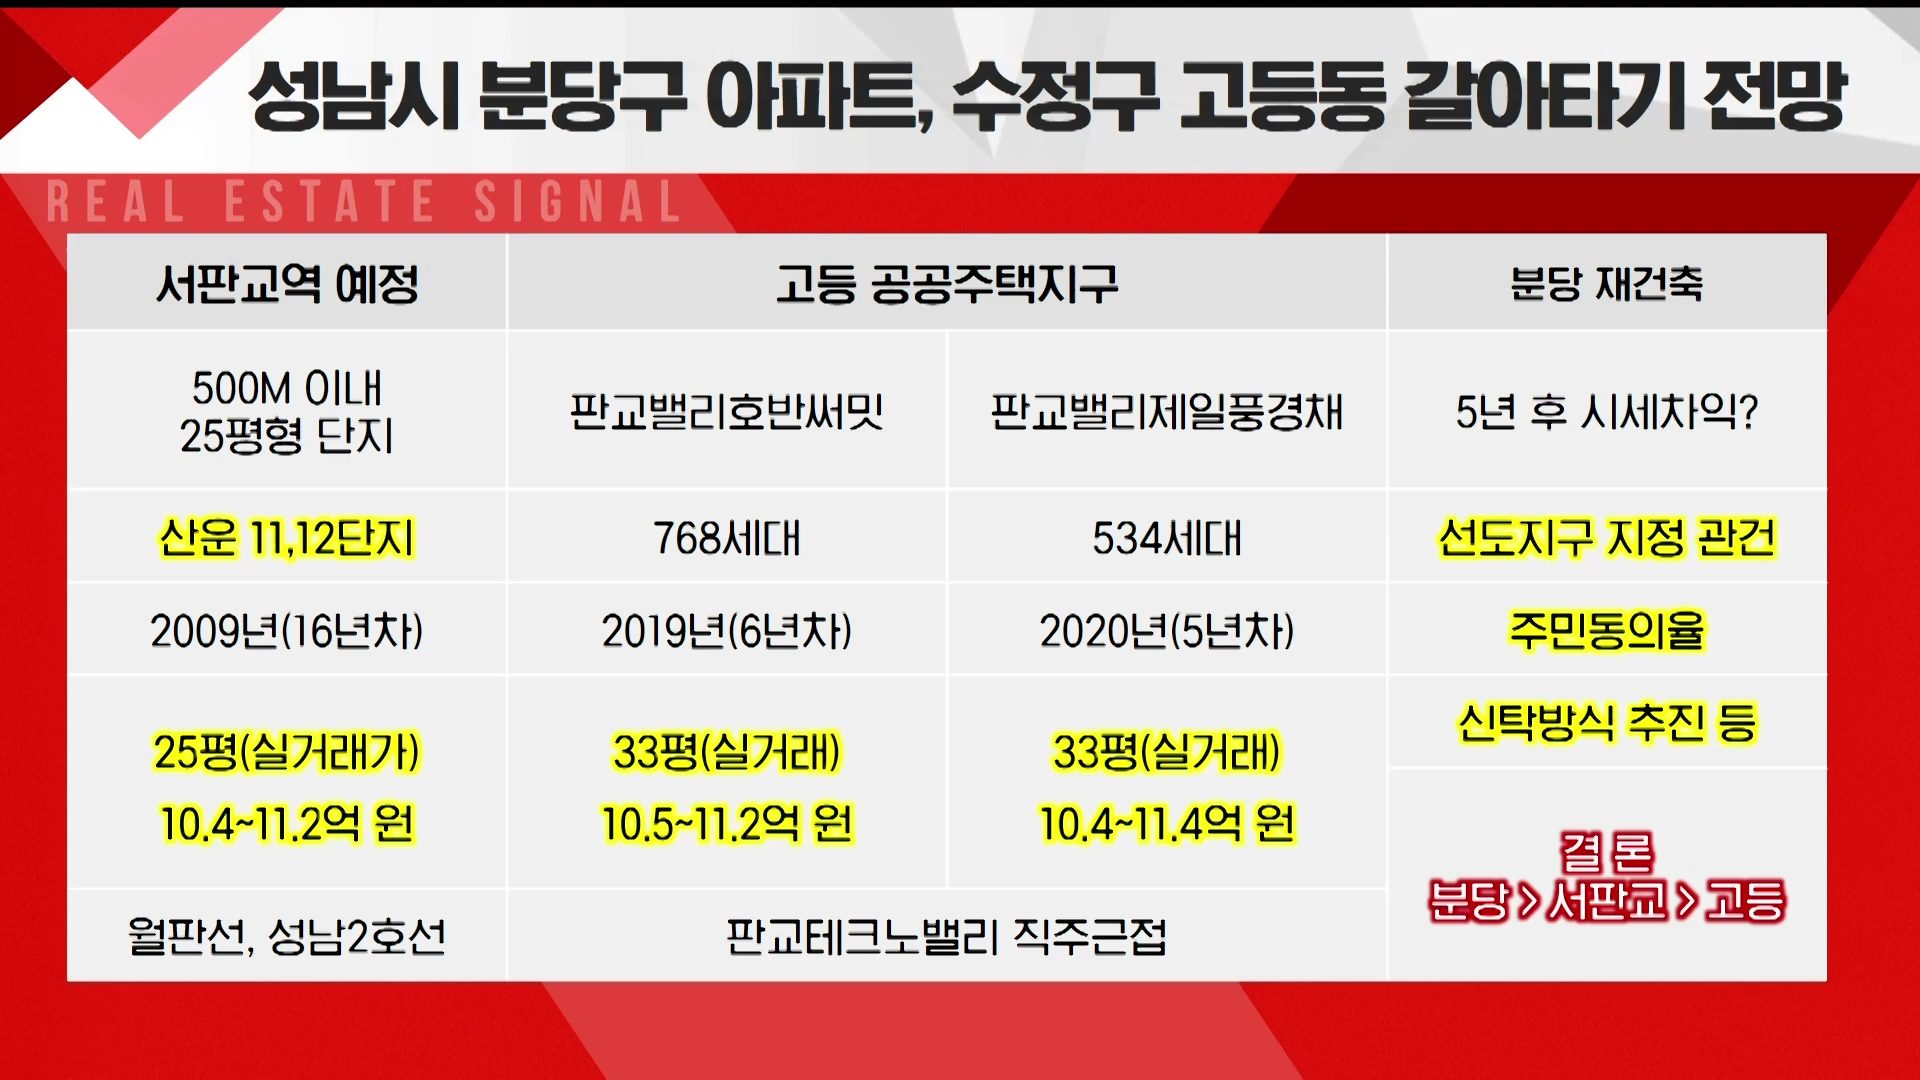 성남시 분당구 아파트, 수정구 고등동 갈아타기 전망
REAL ESTATE SIGNAL
서판교역 예정
고등 공공주택지구
분당 재건축
500M 이내
25평형 단지
판교밸리호반써밋
판교밸리제일풍경채
5년 후 시세차익?
산운 11,12단지
768세대
534세대
선도지구 지정 관건
2009년(16년차)
2019년(6년차)
2020년(5년차)
주민동의율
25평(실거래가)
10.4~11.2억 원
33평(실거래)
10.5~11.2억 원
33평(실거래)
10.4~11.4억 원
신탁방식 추진 등
결 론
분당 > 서판교 > 고등
월판선, 성남2호선
판교테크노밸리 직주근접